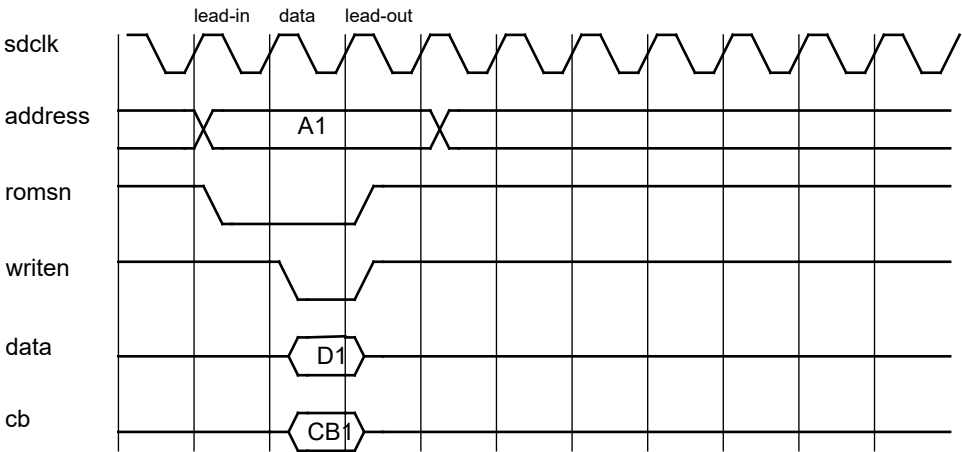 lead-in data lead-out
sdclk
address A1
romsn
writen
data D1
cb CB1